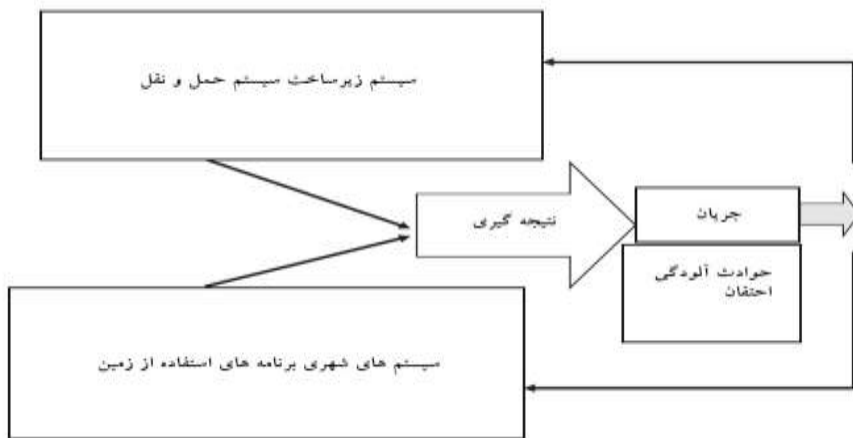 سیستم زیرساخت سیستم حمل و نقل
نتیجه گیری
جریان
حوادث آلودگی
احتقان
سیستم های شهری برنامه های استفاده از زمین